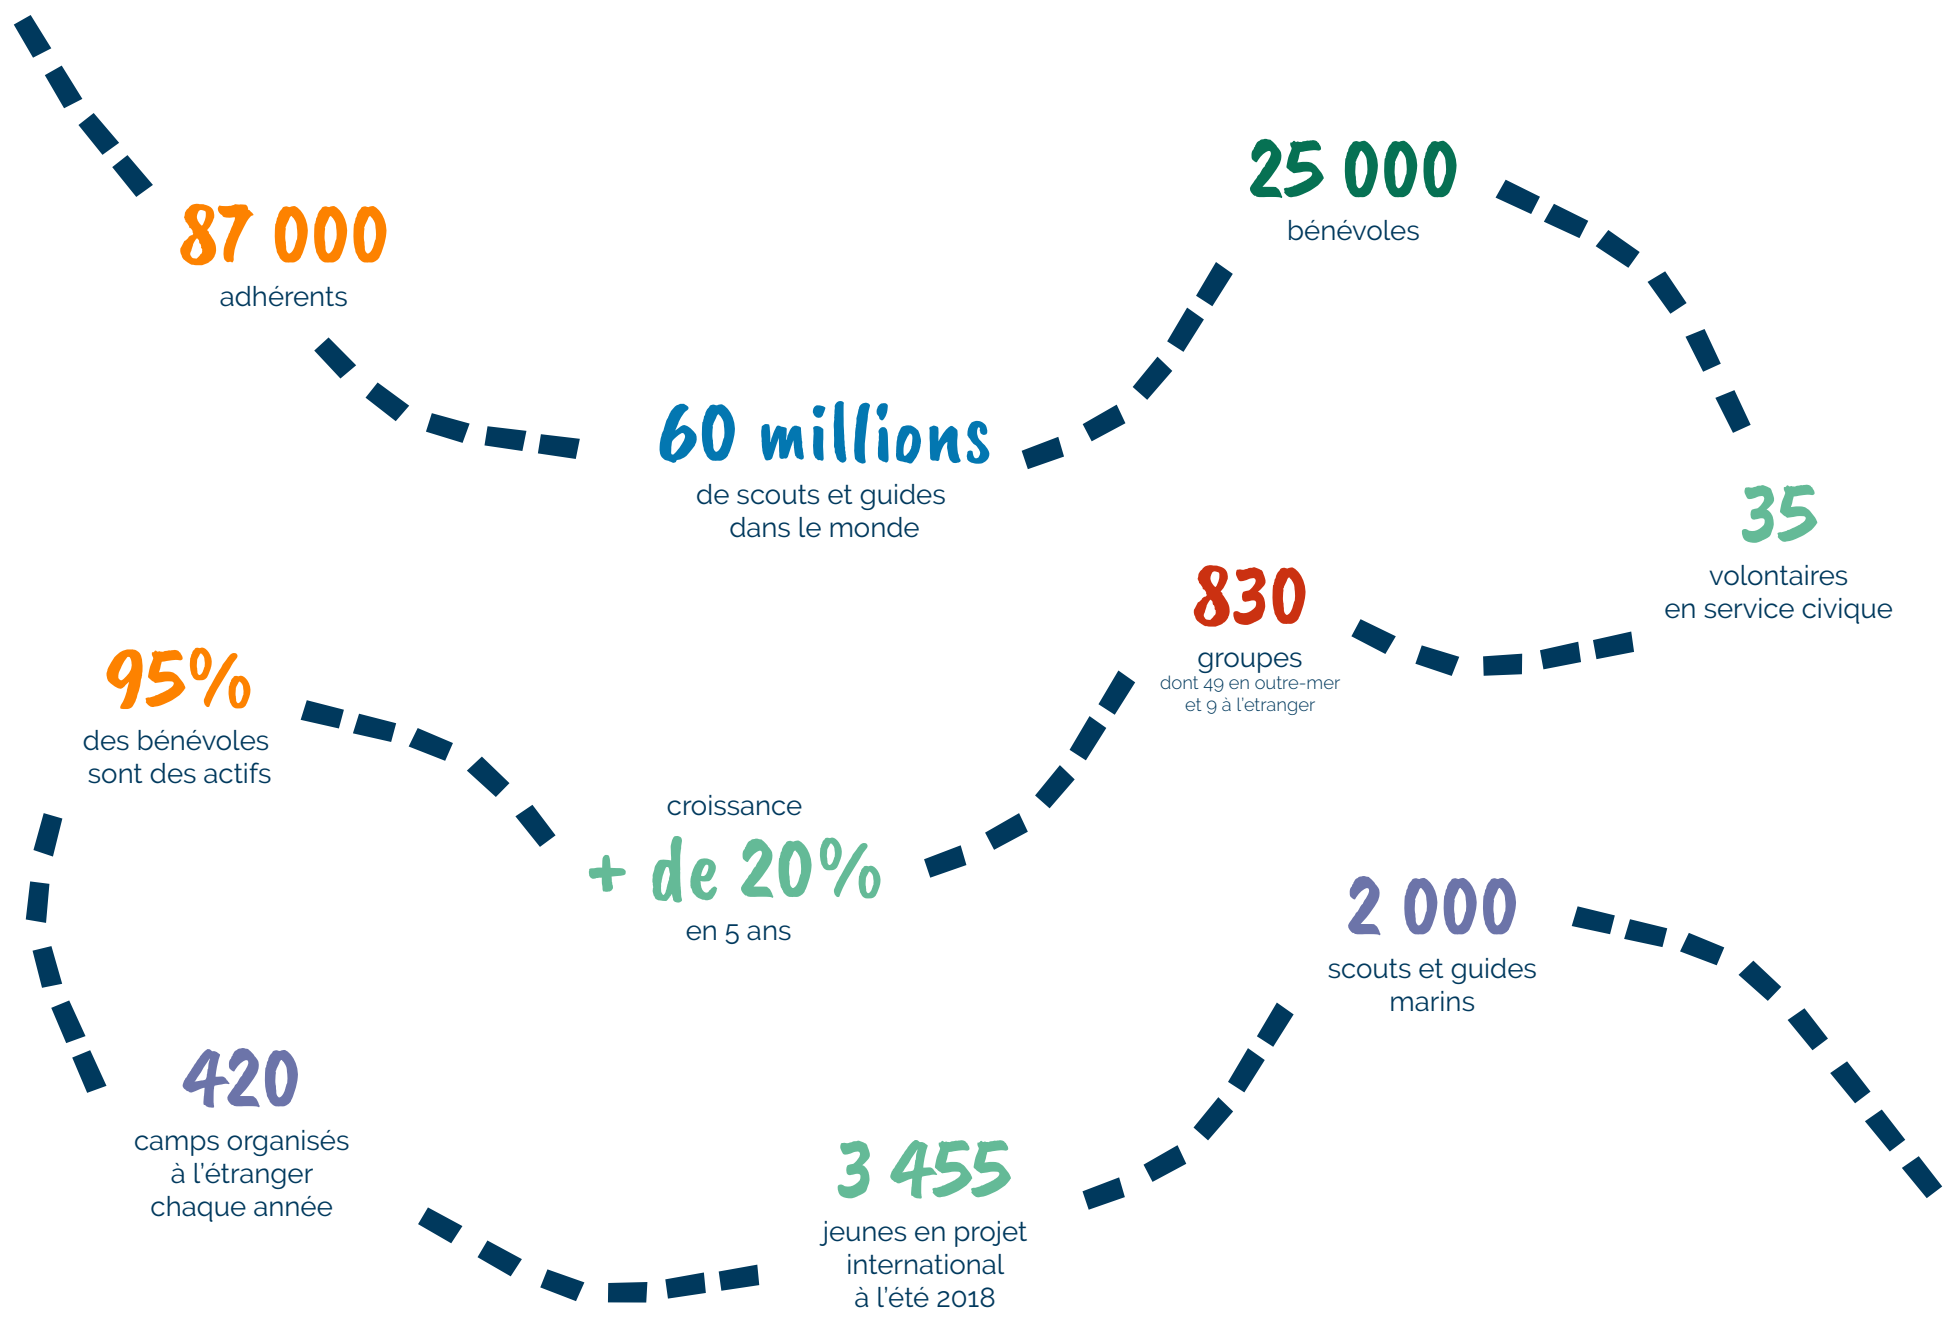 87 000
adhérents
60 millions
de scouts et guides
dans le monde
25 000
bénévoles
35
volontaires
en service civique
830
groupes
dont 49 en outre-mer
et 9 à l'etranger
croissance
+ de 20%
en 5 ans
95%
des bénévoles
sont des actifs
420
camps organisés
à l'étranger
chaque année
3 455
jeunes en projet
international
à l'été 2018
2 000
scouts et guides
marins